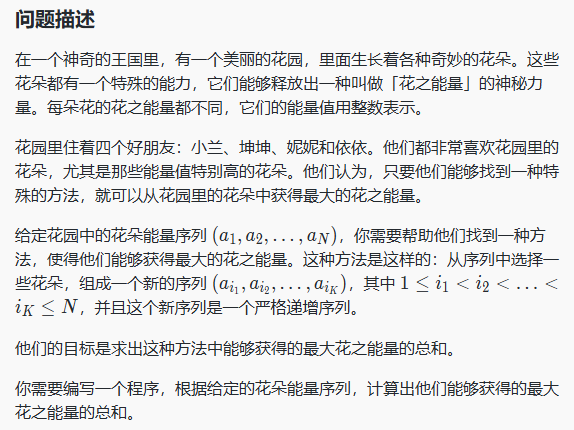 问题描述
在一个神奇的王国里，有一个美丽的花园，里面生长着各种奇妙的花朵。这些
花朵都有一个特殊的能力，它们能够释放出一种叫做「花之能量」的神秘力
量。每朵花的花之能量都不同，它们的能量值用整数表示。
花园里住着四个好朋友：小兰、坤坤、妮妮和依依。他们都非常喜欢花园里的
花朵，尤其是那些能量值特别高的花朵。他们认为，只要他们能够找到一种特
殊的方法，就可以从花园里的花朵中获得最大的花之能量。
给定花园中的花朵能量序列 (a₁, a₂, . . . , a_N)，你需要帮助他们找到一种方
法，使得他们能够获得最大的花之能量。这种方法是这样的：从序列中选择一
些花朵，组成一个新的序列 (a_{i₁}, a_{i₂}, . . . , a_{i_K})，其中 1 ≤ i₁ < i₂ < . . . <
i_K ≤ N，并且这个新序列是一个严格递增序列。
他们的目标是求出这种方法中能够获得的最大花之能量的总和。
你需要编写一个程序，根据给定的花朵能量序列，计算出他们能够获得的最大
花之能量的总和。